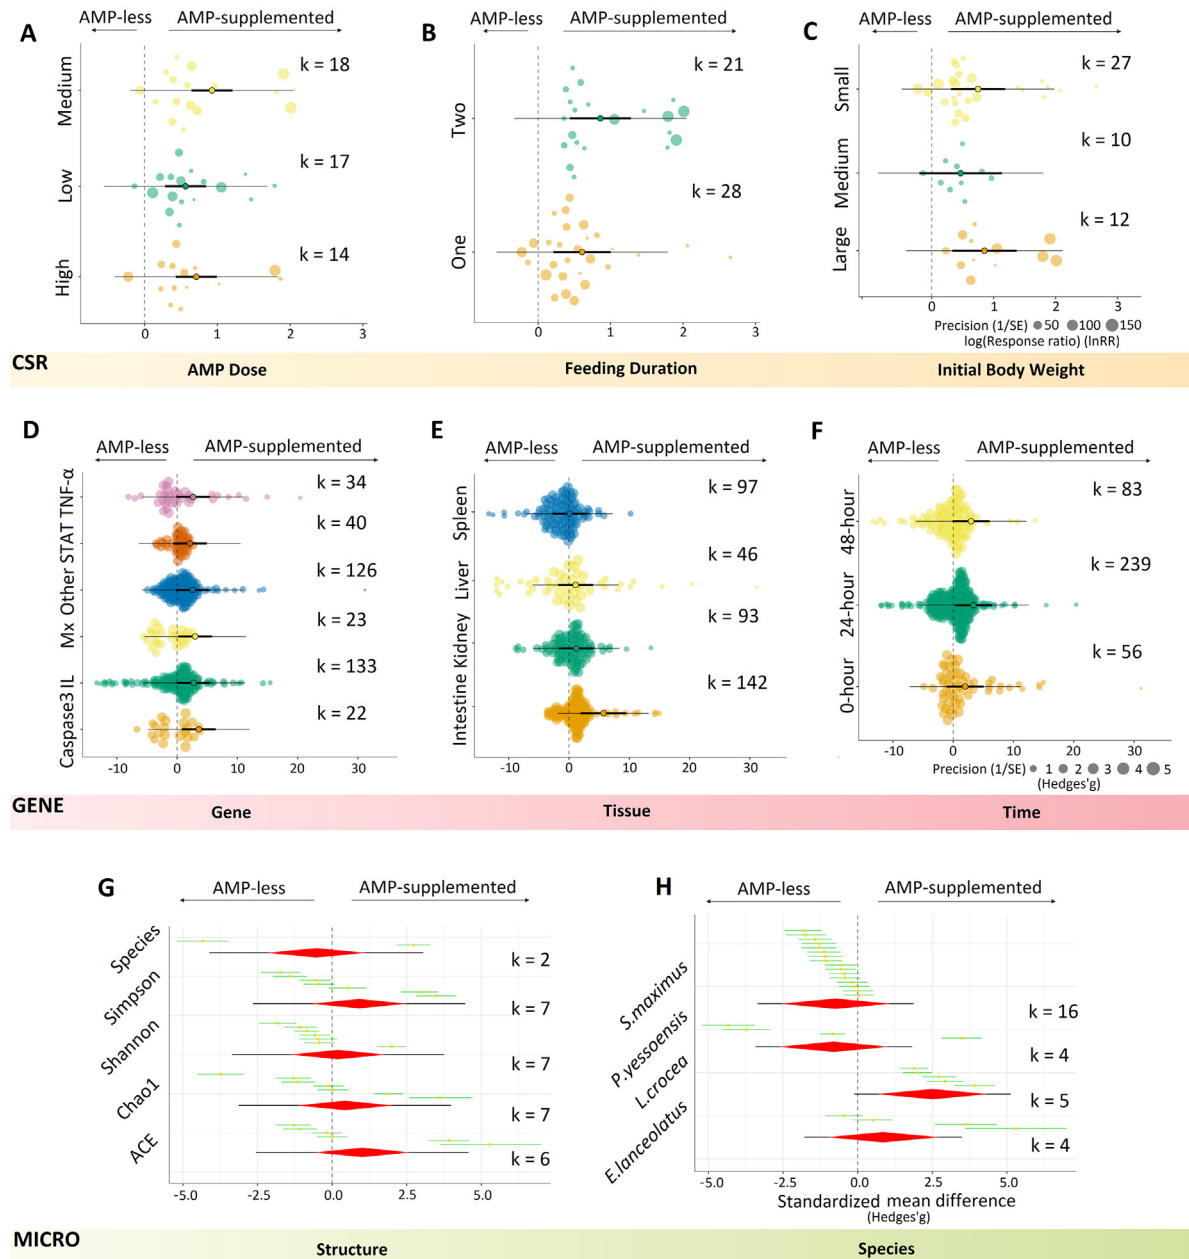 A
AMP-less
AMP-supplemented
Medium
k = 18
Low
k = 17
High
k = 14
0
1
2
3
B
AMP-less
AMP-supplemented
Two
k = 21
One
k = 28
0
1
2
3
C
AMP-less
AMP-supplemented
Small
k = 27
Medium
k = 10
Large
k = 12
0
1
2
3
Precision (1/SE) 50 100 150
log(Response ratio) (lnRR)
CSR
AMP Dose
Feeding Duration
Initial Body Weight
D
AMP-less
AMP-supplemented
TNF-α
k = 34
STAT
k = 40
Other
k = 126
Mx
k = 23
IL
k = 133
Caspase3
k = 22
-10
0
10
20
30
E
AMP-less
AMP-supplemented
Spleen
k = 97
Liver
k = 46
Kidney
k = 93
Intestine
k = 142
-10
0
10
20
30
F
AMP-less
AMP-supplemented
48-hour
k = 83
24-hour
k = 239
0-hour
k = 56
-10
0
10
20
30
Precision (1/SE) 1 2 3 4 5
(Hedges'g)
GENE
Gene
Tissue
Time
G
AMP-less
AMP-supplemented
Species
k = 2
Simpson
k = 7
Shannon
k = 7
Chao1
k = 7
ACE
k = 6
-5.0
0.0
2.5
5.0
H
AMP-less
AMP-supplemented
S.maximus
k = 16
P.yessoensis
k = 4
L.crocea
k = 5
E.lanceolatus
k = 4
-5.0
0.0
2.5
5.0
Standardized mean difference
(Hedges'g)
MICRO
Structure
Species